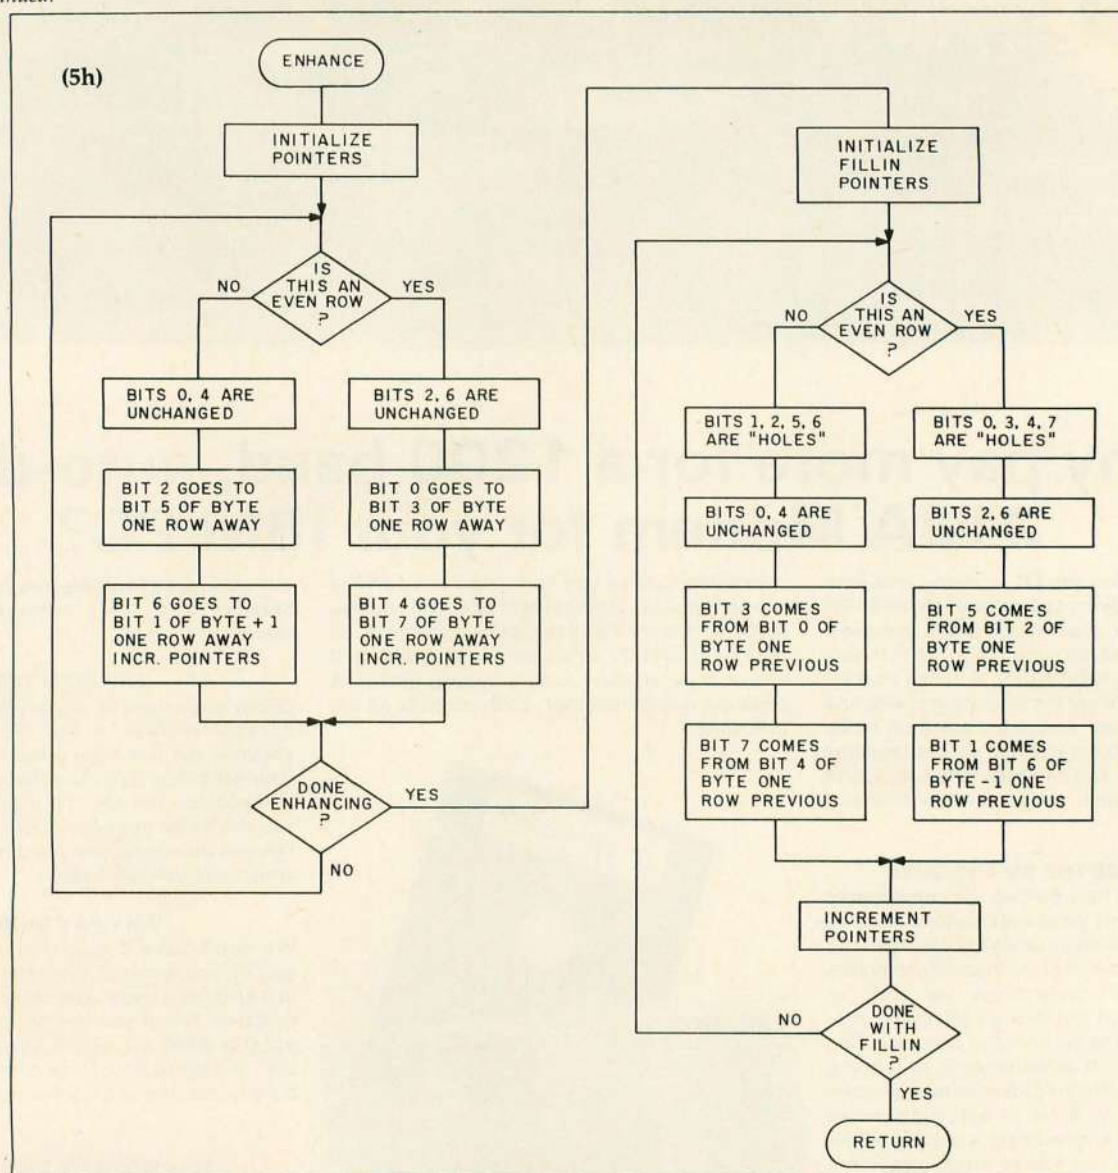 (5h)
ENHANCE
INITIALIZE
POINTERS
IS
THIS AN
EVEN ROW
?
NO
YES
BITS 0, 4 ARE
UNCHANGED
BIT 2 GOES TO
BIT 5 OF BYTE
ONE ROW AWAY
BIT 6 GOES TO
BIT 1 OF BYTE + 1
ONE ROW AWAY
INCR. POINTERS
BITS 2, 6 ARE
UNCHANGED
BIT 0 GOES TO
BIT 3 OF BYTE
ONE ROW AWAY
BIT 4 GOES TO
BIT 7 OF BYTE
ONE ROW AWAY
INCR. POINTERS
DONE
ENHANCING
?
YES
NO
INITIALIZE
FILLIN
POINTERS
IS
THIS AN
EVEN ROW
?
NO
YES
BITS 1, 2, 5, 6
ARE "HOLES"
BITS 0, 4 ARE
UNCHANGED
BIT 3 COMES
FROM BIT 0 OF
BYTE ONE
ROW PREVIOUS
BIT 7 COMES
FROM BIT 4 OF
BYTE ONE
ROW PREVIOUS
BITS 0, 3, 4, 7
ARE "HOLES"
BITS 2, 6 ARE
UNCHANGED
BIT 5 COMES
FROM BIT 2 OF
BYTE ONE
ROW PREVIOUS
BIT 1 COMES
FROM BIT 6 OF
BYTE - 1 ONE
ROW PREVIOUS
INCREMENT
POINTERS
DONE
WITH
FILLIN
?
NO
YES
RETURN